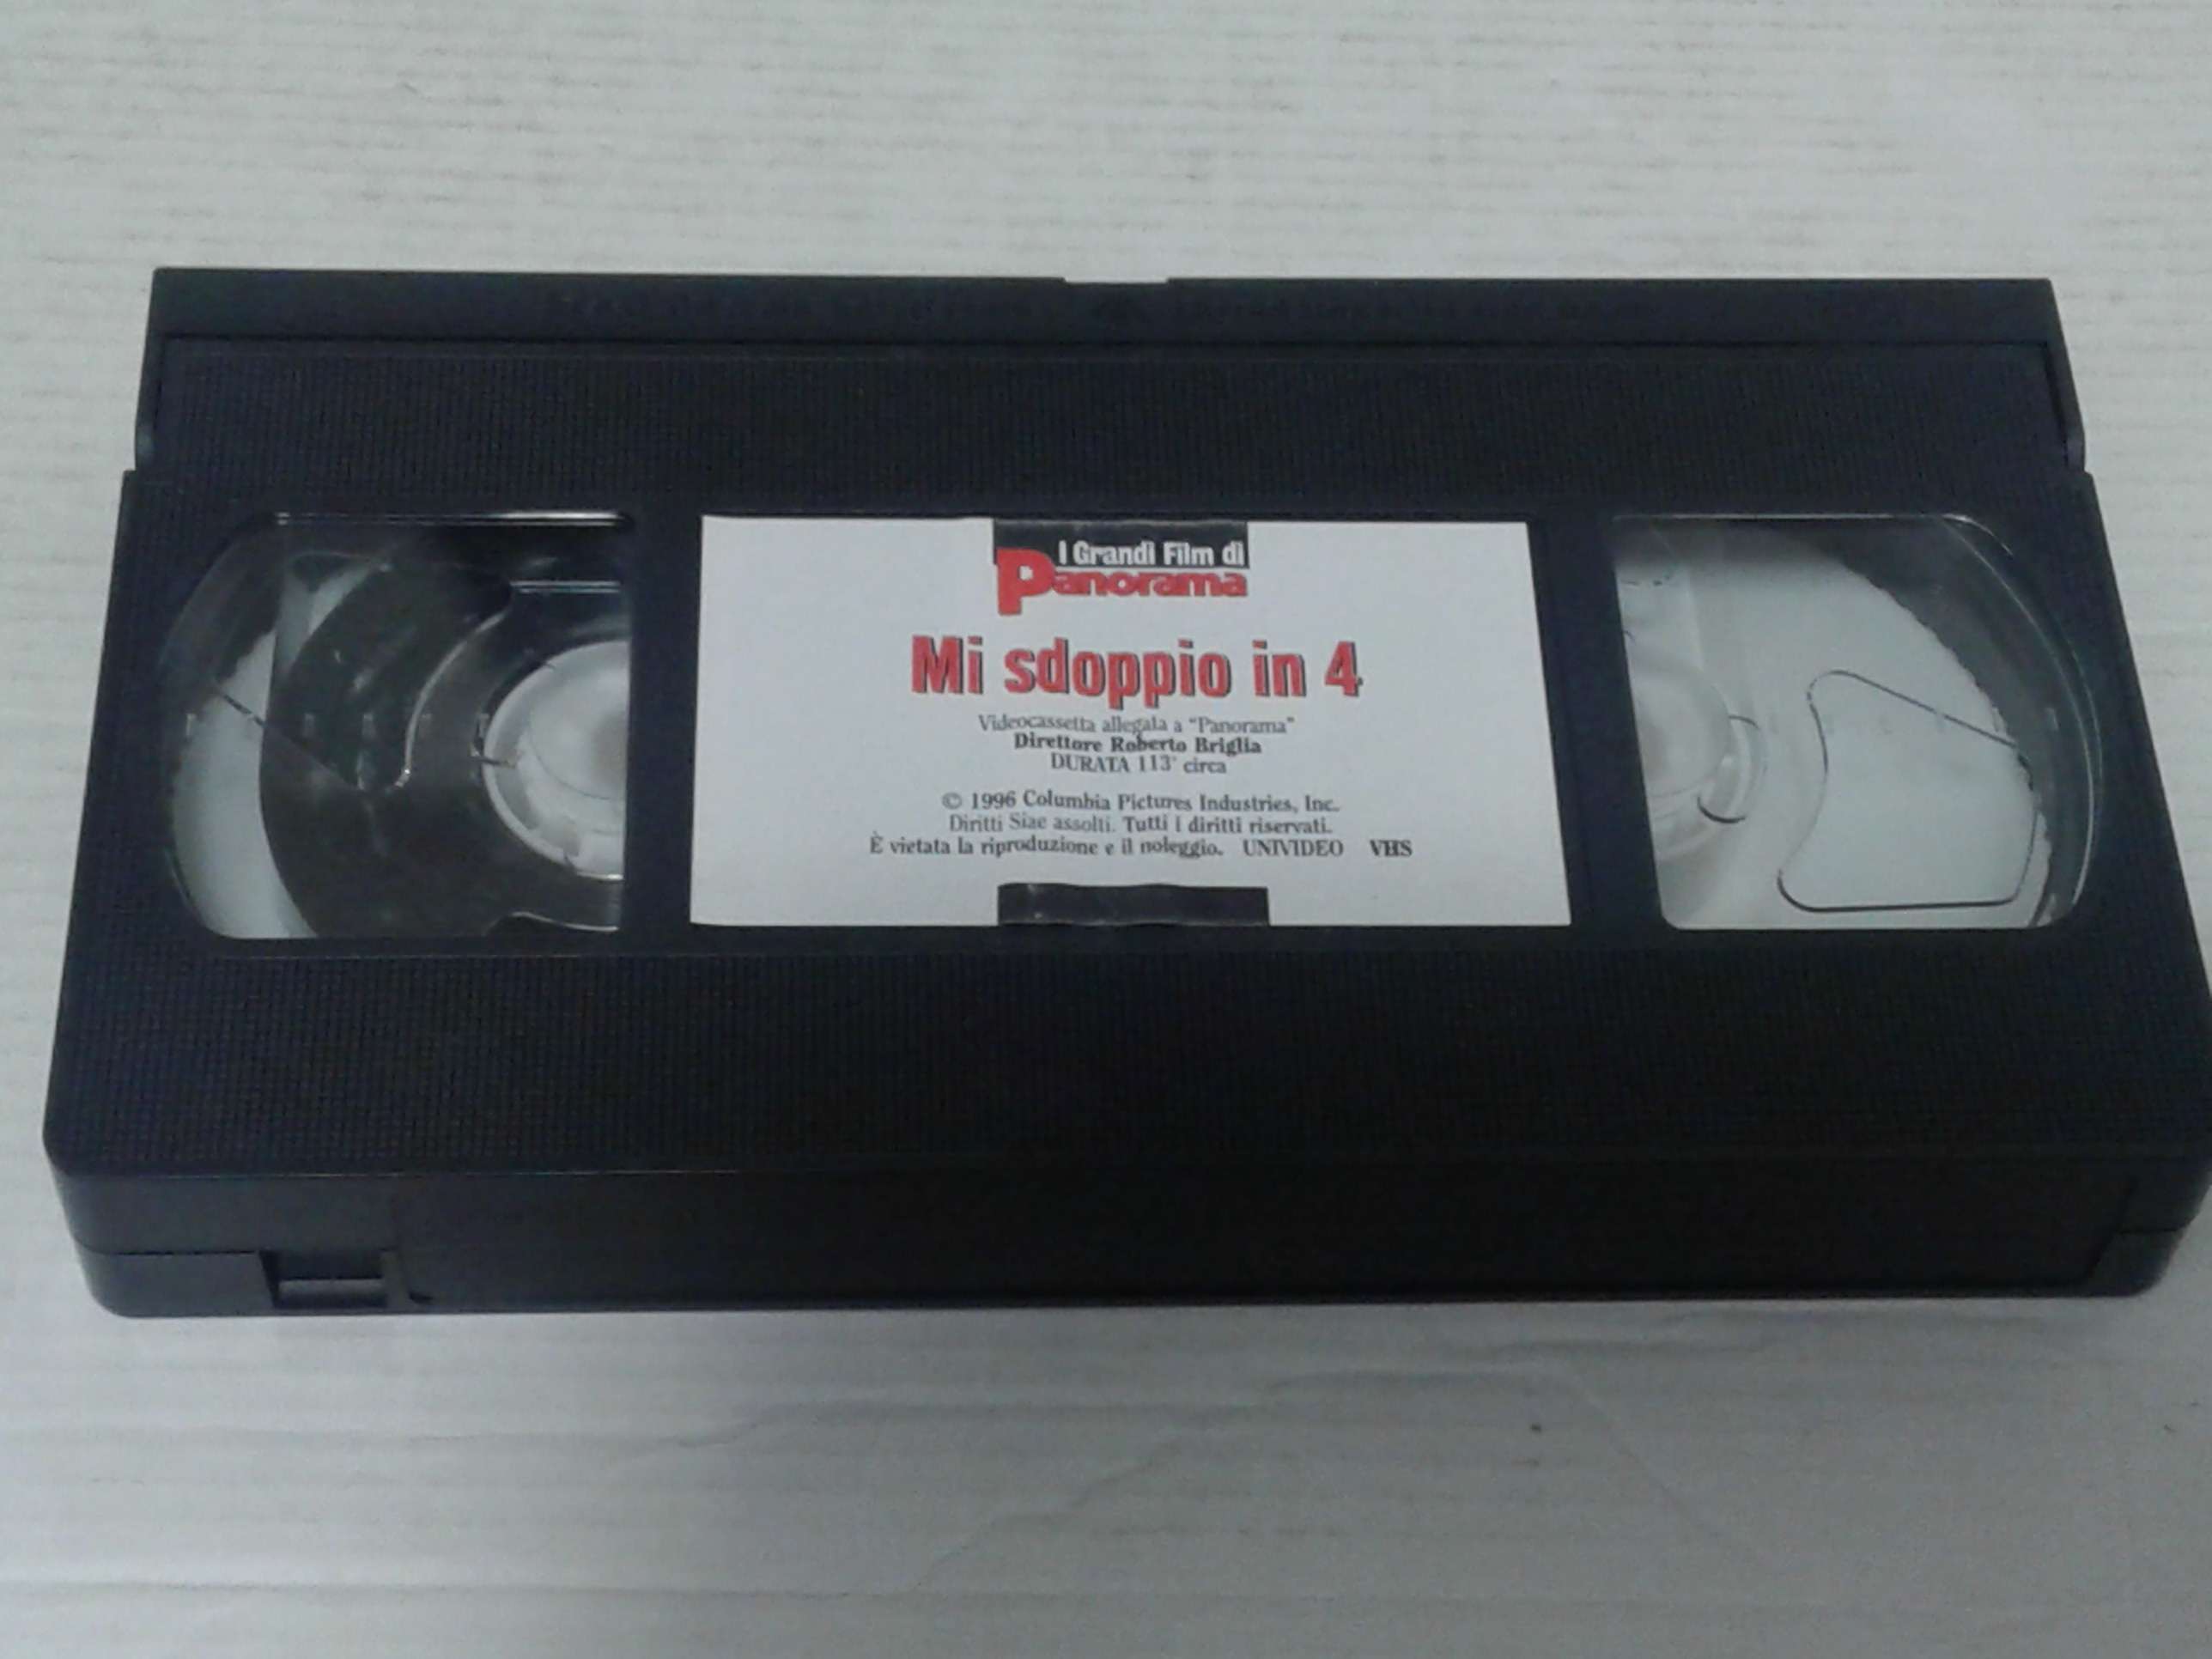 I Grandi Film di
Panorama
Mi sdoppio in 4
Videocassetta allegata a "Panorama"
Direttore Roberto Briglia
DURATA 113' circa
© 1996 Columbia Pictures Industries, Inc.
Diritti Siae assolti. Tutti i diritti riservati.
È vietata la riproduzione e il noleggio. UNIVIDEO VHS